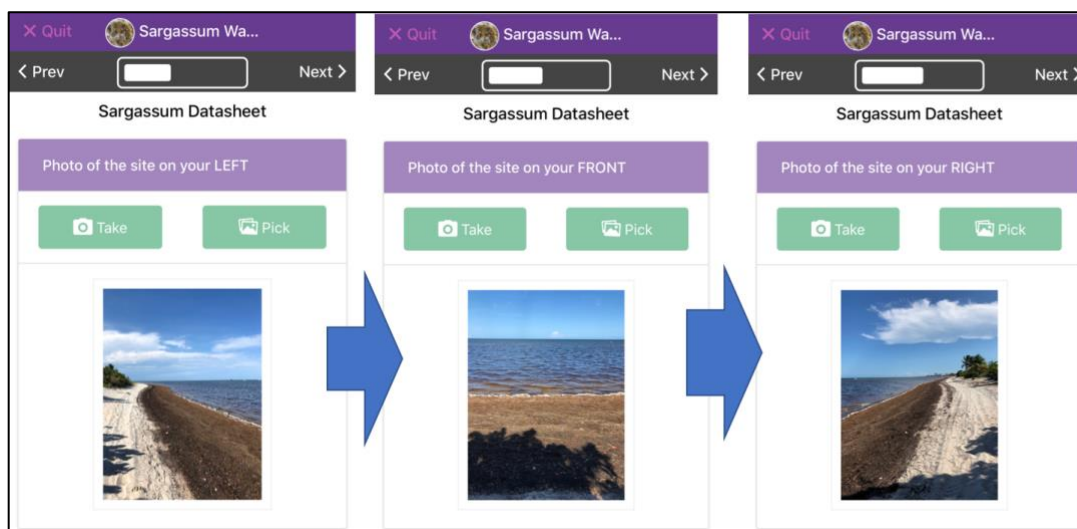 ✕ Quit Sargassum Wa...
Prev Next
Sargassum Datasheet
Photo of the site on your LEFT
Take Pick
✕ Quit Sargassum Wa...
Prev Next
Sargassum Datasheet
Photo of the site on your FRONT
Take Pick
✕ Quit Sargassum Wa...
Prev Next
Sargassum Datasheet
Photo of the site on your RIGHT
Take Pick